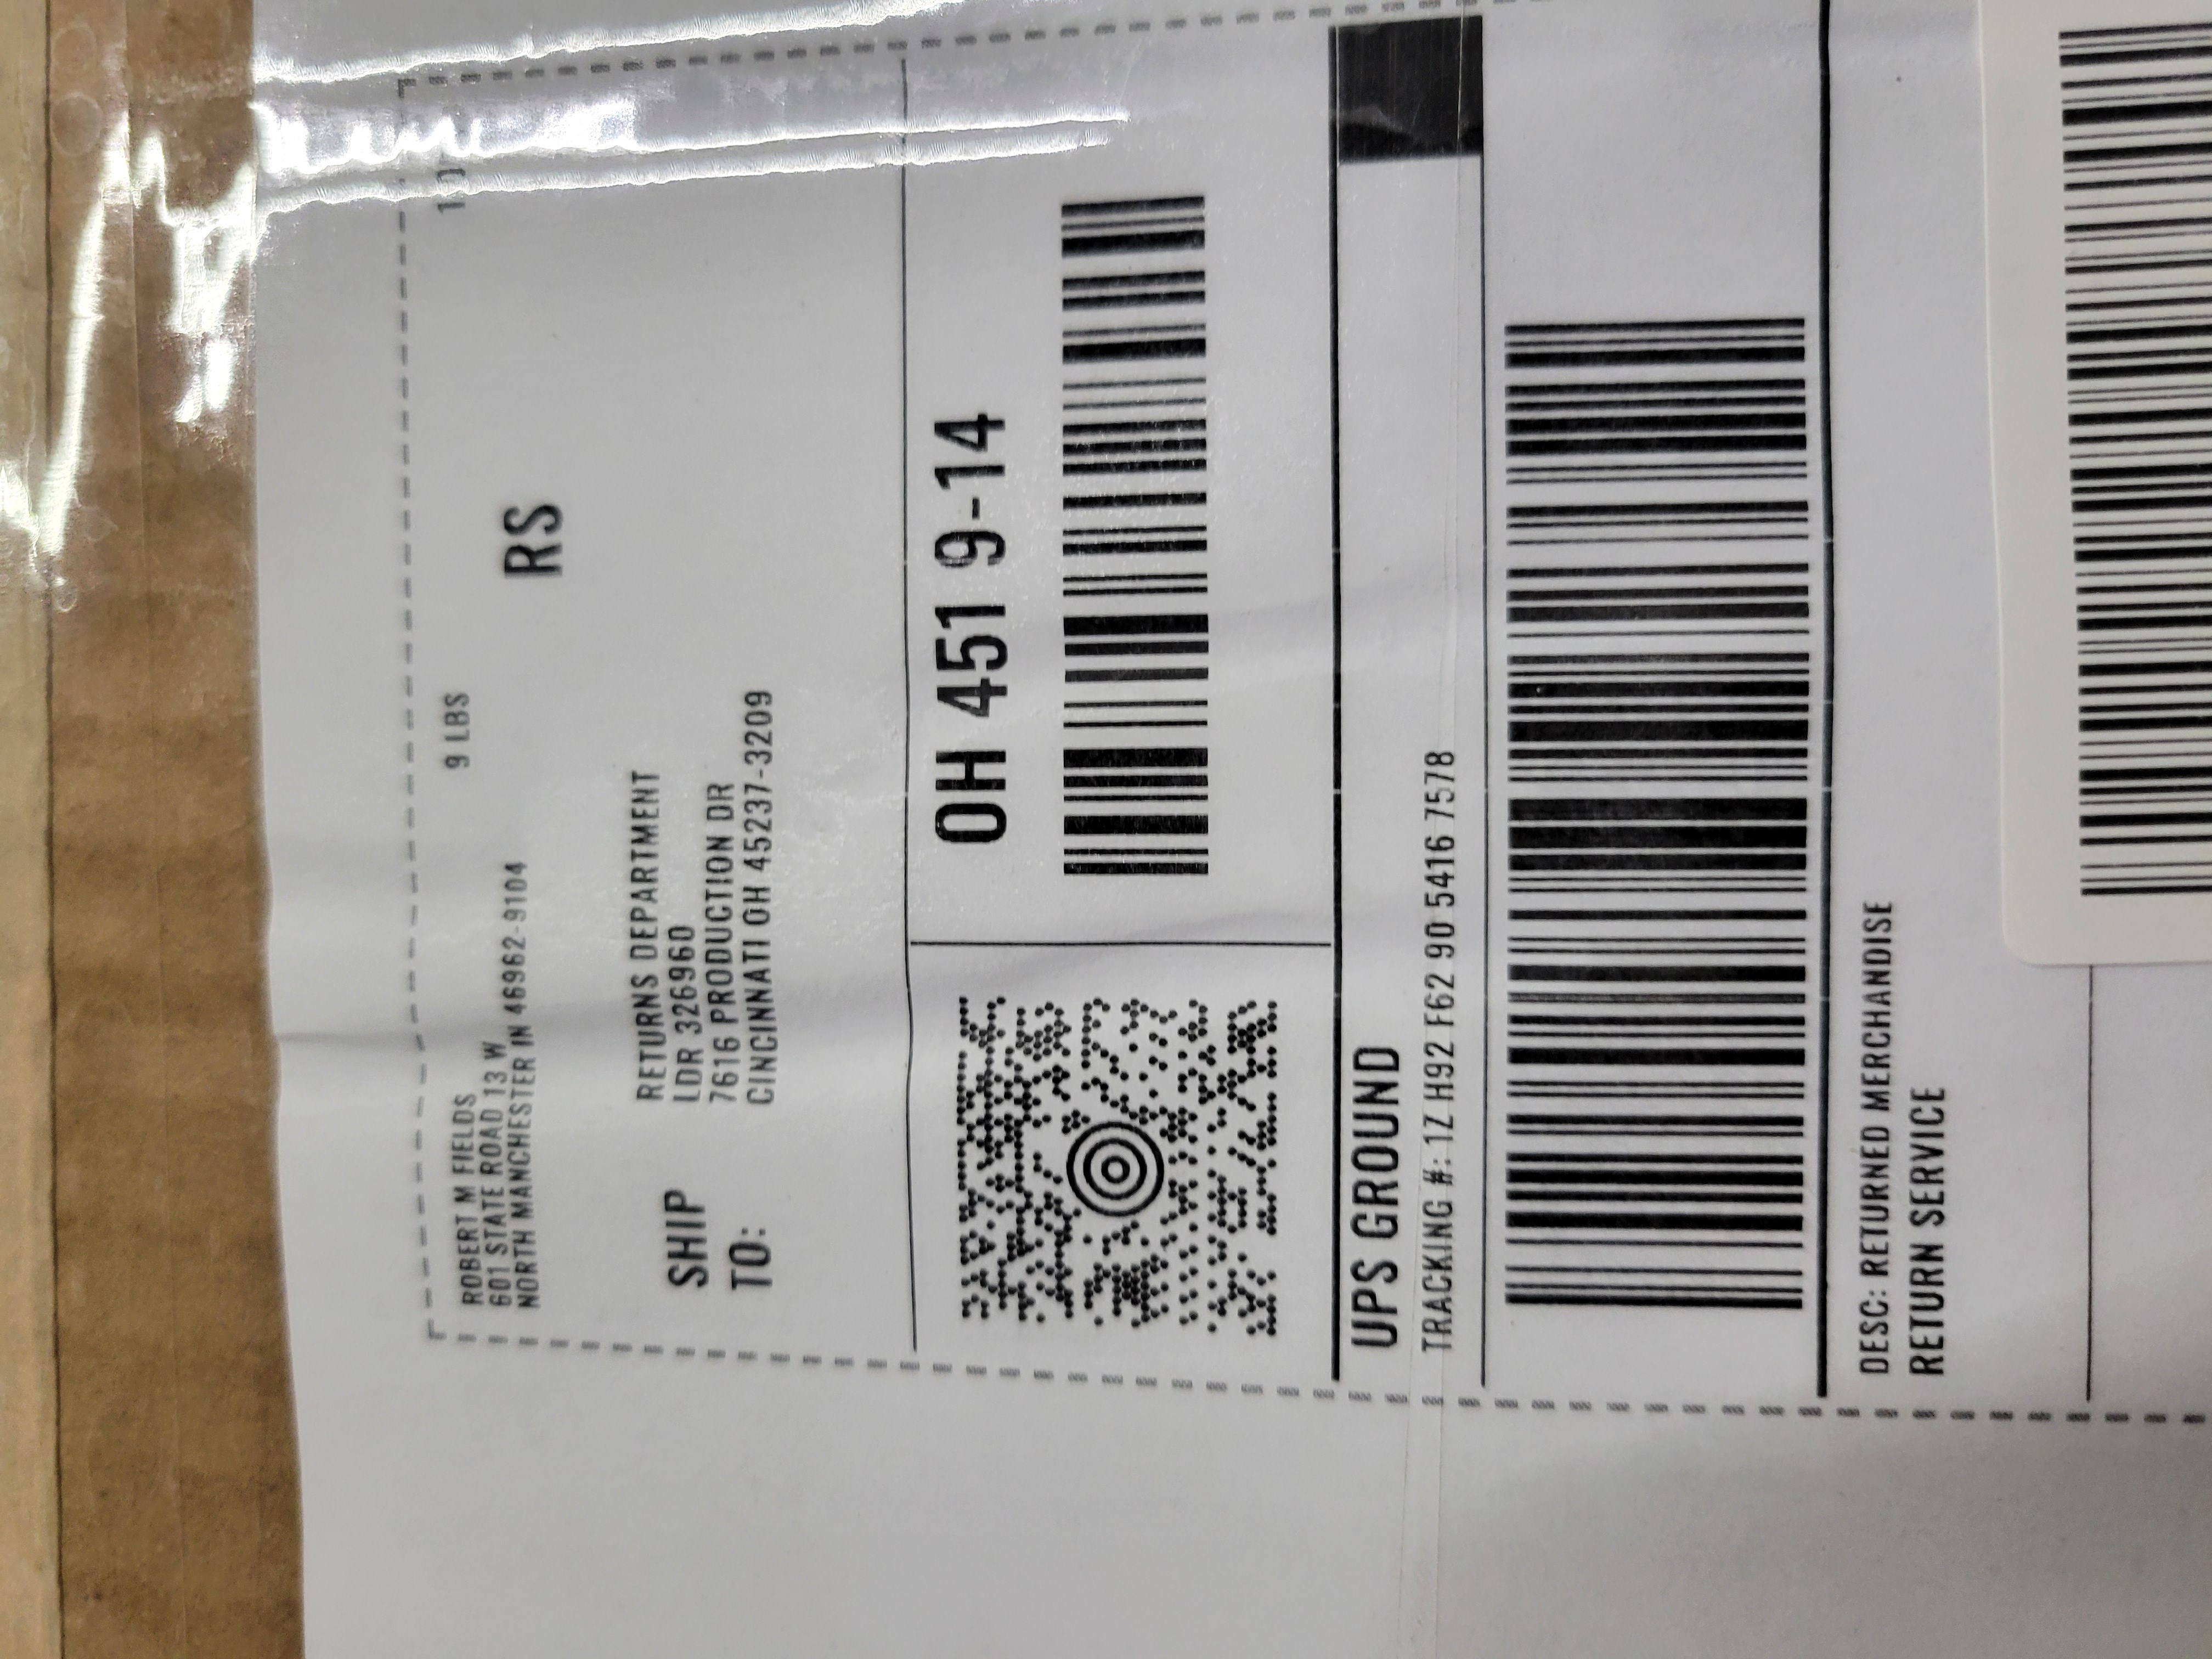 ROBERT M FIELDS
601 STATE ROAD 13 W
NORTH MANCHESTER IN 46962-9104
9 LBS
RS
SHIP
TO:
RETURNS DEPARTMENT
LDR 326960
7616 PRODUCTION DR
CINCINNATI OH 45237-3209
OH 451 9-14
UPS GROUND
TRACKING #: 1Z H92 F62 90 5416 7578
DESC: RETURNED MERCHANDISE
RETURN SERVICE